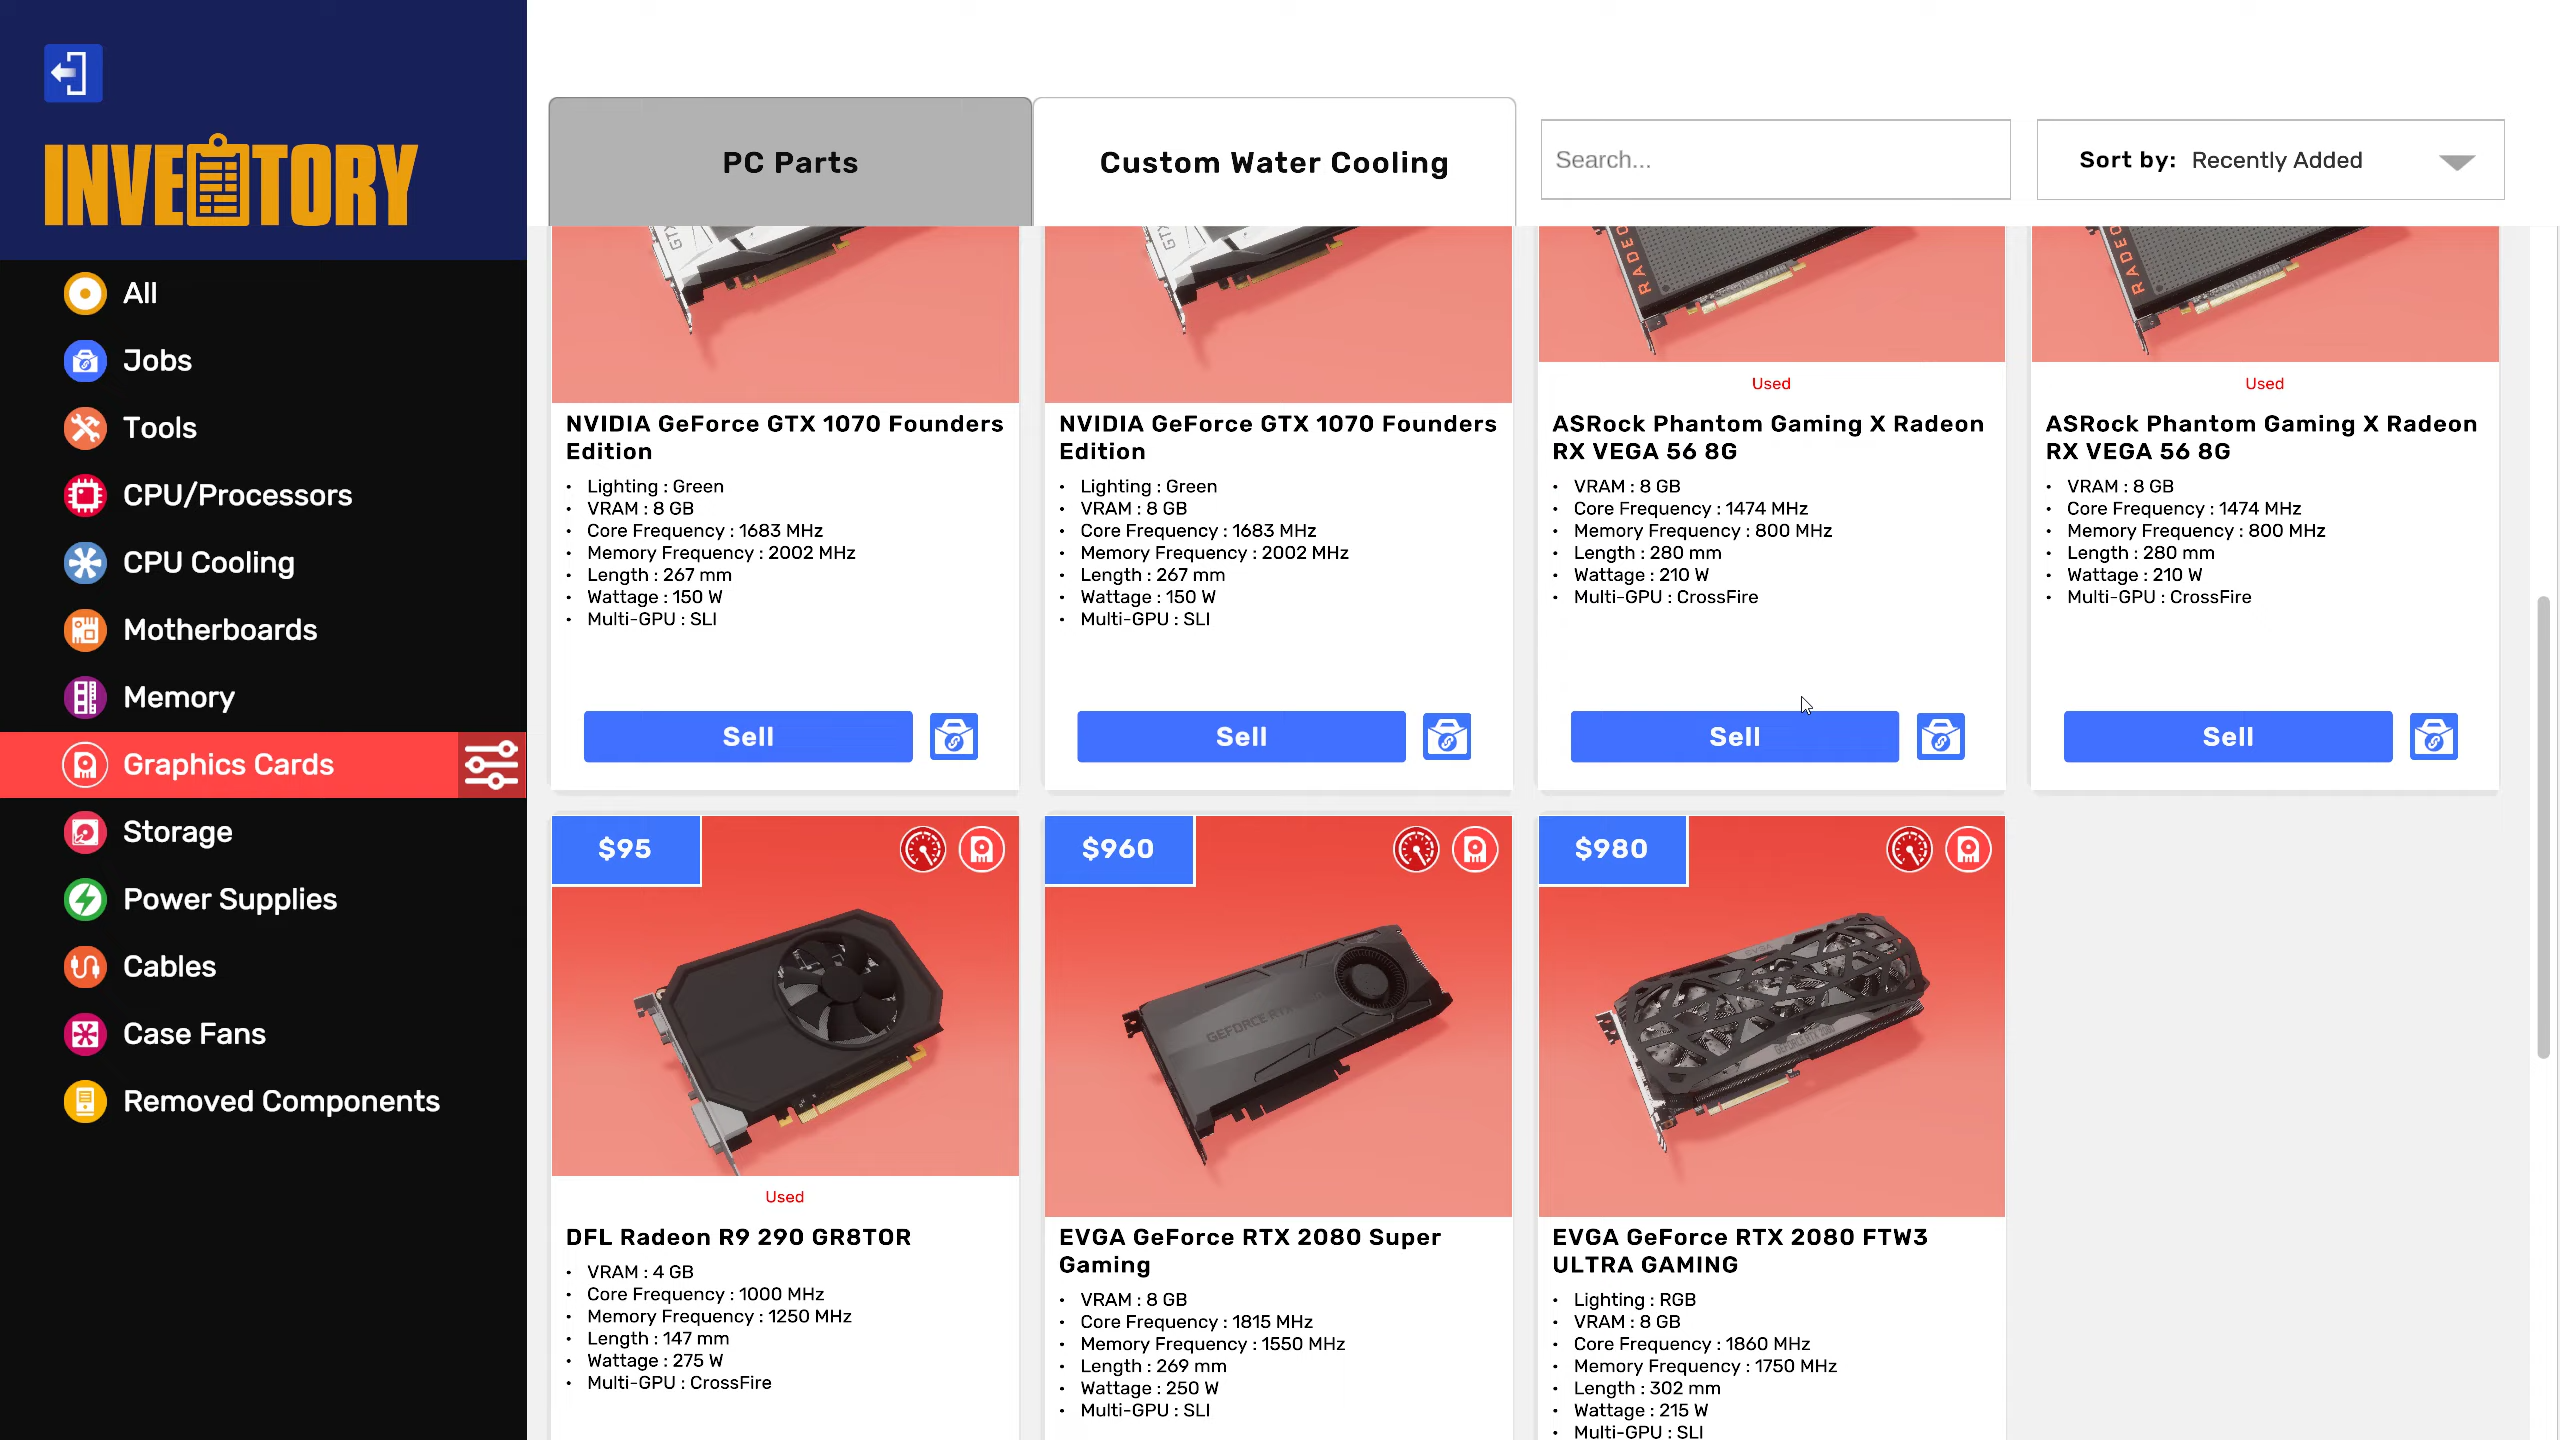 INVENTORY
All
Jobs
Tools
CPU/Processors
CPU Cooling
Motherboards
Memory
Graphics Cards
Storage
Power Supplies
Cables
Case Fans
Removed Components
PC Parts
Custom Water Cooling
Search...
Sort by: Recently Added
GTX
NVIDIA GeForce GTX 1070 Founders
Edition
• Lighting : Green
• VRAM : 8 GB
• Core Frequency : 1683 MHz
• Memory Frequency : 2002 MHz
• Length : 267 mm
• Wattage : 150 W
• Multi-GPU : SLI
Sell
GTX
NVIDIA GeForce GTX 1070 Founders
Edition
• Lighting : Green
• VRAM : 8 GB
• Core Frequency : 1683 MHz
• Memory Frequency : 2002 MHz
• Length : 267 mm
• Wattage : 150 W
• Multi-GPU : SLI
Sell
RADEO
Used
ASRock Phantom Gaming X Radeon
RX VEGA 56 8G
• VRAM : 8 GB
• Core Frequency : 1474 MHz
• Memory Frequency : 800 MHz
• Length : 280 mm
• Wattage : 210 W
• Multi-GPU : CrossFire
Sell
RADEO
Used
ASRock Phantom Gaming X Radeon
RX VEGA 56 8G
• VRAM : 8 GB
• Core Frequency : 1474 MHz
• Memory Frequency : 800 MHz
• Length : 280 mm
• Wattage : 210 W
• Multi-GPU : CrossFire
Sell
$95
Used
DFL Radeon R9 290 GR8TOR
• VRAM : 4 GB
• Core Frequency : 1000 MHz
• Memory Frequency : 1250 MHz
• Length : 147 mm
• Wattage : 275 W
• Multi-GPU : CrossFire
$960
GEFORCE RTX
EVGA GeForce RTX 2080 Super
Gaming
• VRAM : 8 GB
• Core Frequency : 1815 MHz
• Memory Frequency : 1550 MHz
• Length : 269 mm
• Wattage : 250 W
• Multi-GPU : SLI
$980
EVGA
EVGA GeForce RTX 2080 FTW3
ULTRA GAMING
• Lighting : RGB
• VRAM : 8 GB
• Core Frequency : 1860 MHz
• Memory Frequency : 1750 MHz
• Length : 302 mm
• Wattage : 215 W
• Multi-GPU : SLI